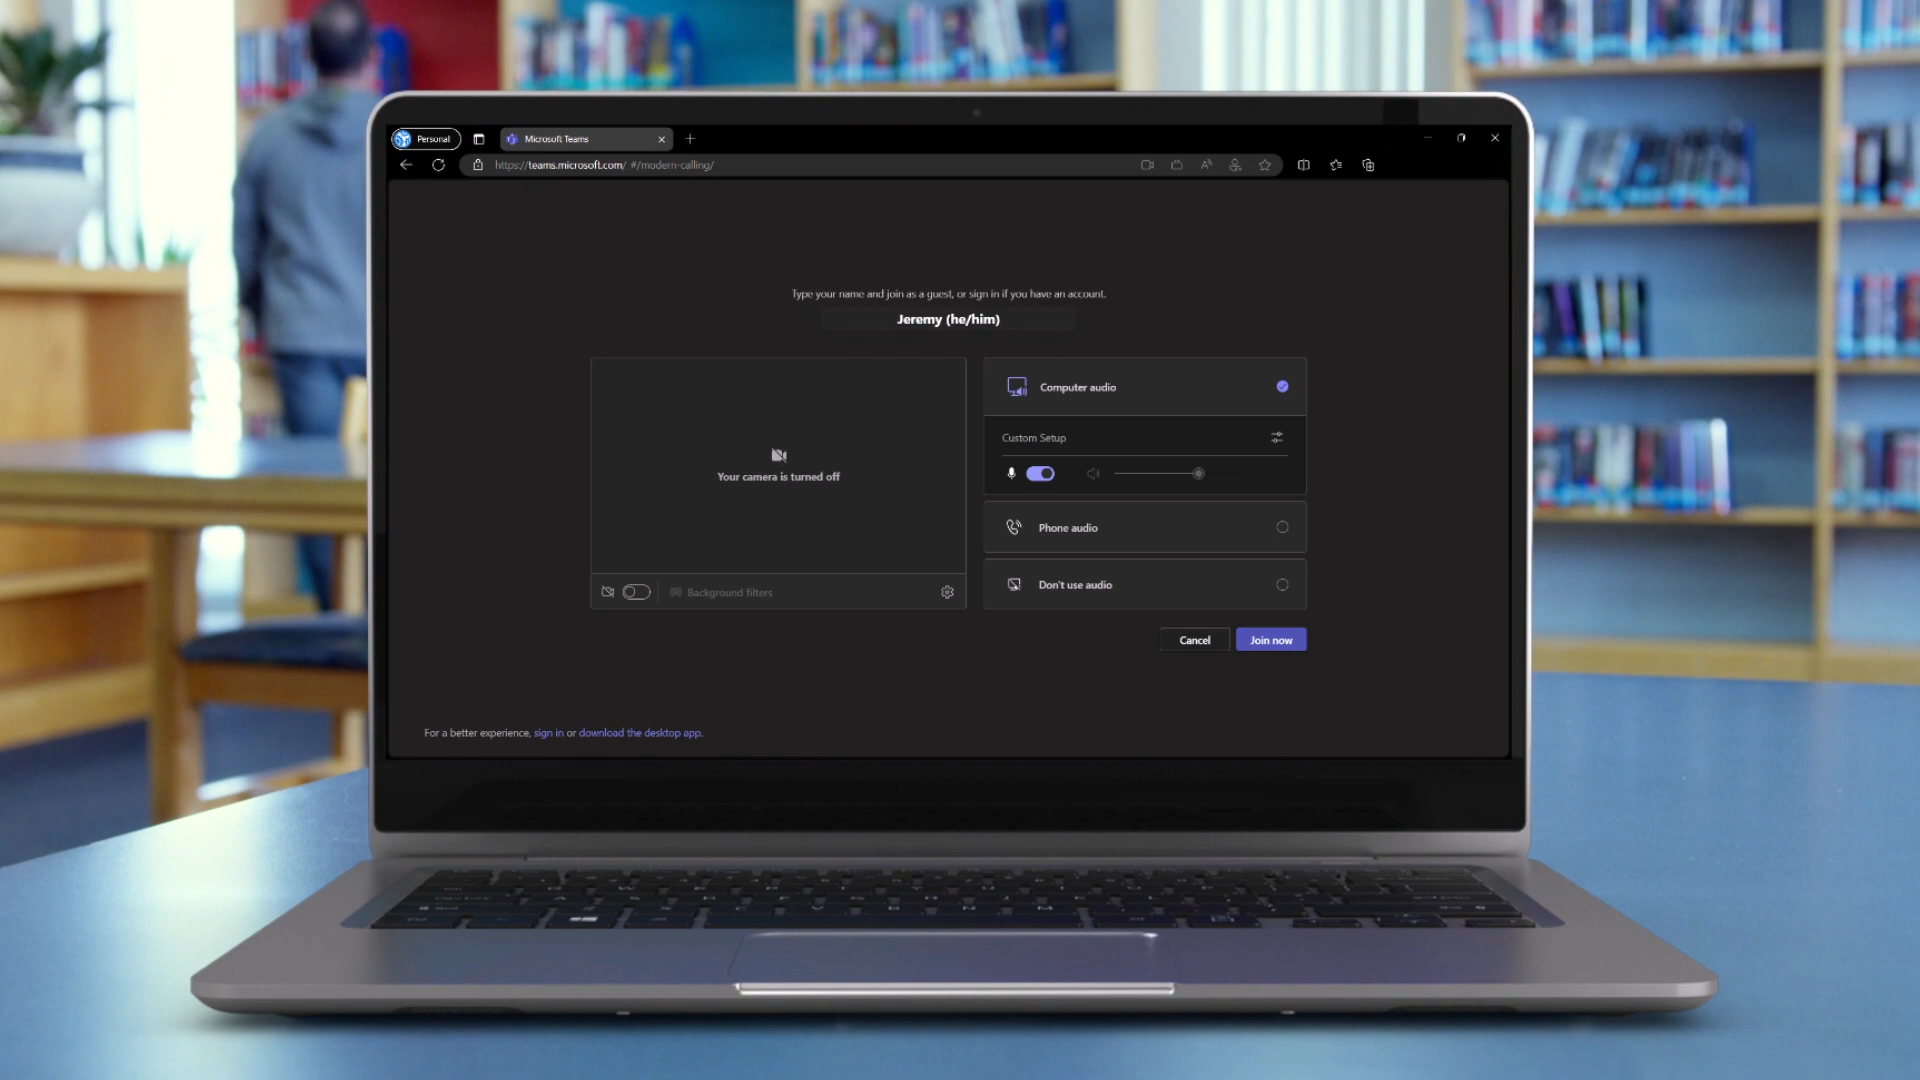 Personal
Microsoft Teams
https://teams.microsoft.com/ #/modern-calling/
Type your name and join as a guest, or sign in if you have an account.
Jeremy (he/him)
Your camera is turned off
Background filters
Computer audio
Custom Setup
Phone audio
Don't use audio
Cancel
Join now
For a better experience, sign in or download the desktop app.